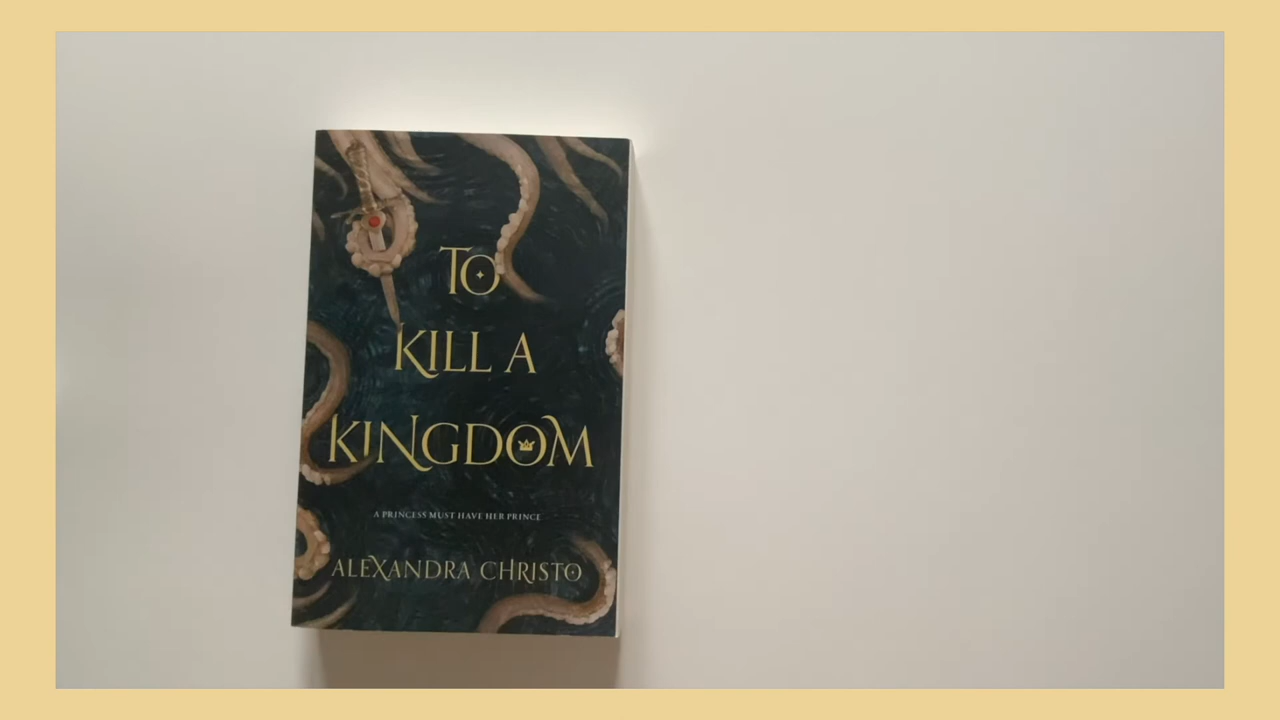 TO
KILL A
KINGDOM
A PRINCESS MUST HAVE HER PRINCE
ALEXANDRA CHRISTO